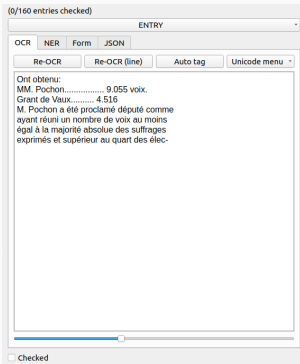 (0/160 entries checked)
ENTRY
OCR NER Form JSON
Re-OCR Re-OCR (line) Auto tag Unicode menu
Ont obtenu:
MM. Pochon................. 9.055 voix.
Grant de Vaux.......... 4.516
M. Pochon a été proclamé député comme
ayant réuni un nombre de voix au moins
égal à la majorité absolue des suffrages
exprimés et supérieur au quart des élec-
Checked